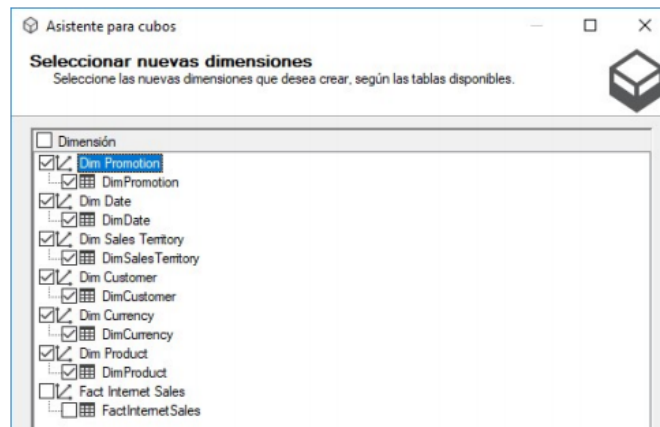 Asistente para cubos
Seleccionar nuevas dimensiones
Seleccione las nuevas dimensiones que desea crear, según las tablas disponibles.
Dimensión
Dim Promotion
DimPromotion
Dim Date
DimDate
Dim Sales Territory
DimSalesTerritory
Dim Customer
DimCustomer
Dim Currency
DimCurrency
Dim Product
DimProduct
Fact Internet Sales
FactInternetSales